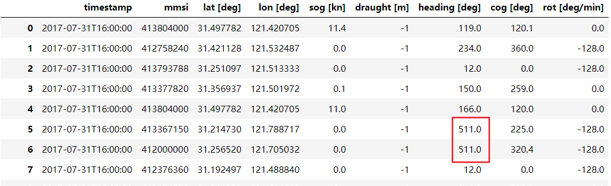 timestamp mmsi lat [deg] lon [deg] sog [kn] draught [m] heading [deg] cog [deg] rot [deg/min]
0 2017-07-31T16:00:00 413804000 31.497782 121.420705 11.4 -1 119.0 120.1 0.0
1 2017-07-31T16:00:00 412758240 31.421128 121.532487 0.0 -1 234.0 360.0 -128.0
2 2017-07-31T16:00:00 413793788 31.251097 121.513333 0.0 -1 12.0 0.0 -128.0
3 2017-07-31T16:00:00 413377820 31.356937 121.501972 0.1 -1 150.0 259.0 0.0
4 2017-07-31T16:00:00 413804000 31.497782 121.420705 11.0 -1 166.0 120.0 0.0
5 2017-07-31T16:00:00 413367150 31.214730 121.788717 0.0 -1 511.0 225.0 -128.0
6 2017-07-31T16:00:00 412000000 31.256520 121.705032 0.0 -1 511.0 320.4 -128.0
7 2017-07-31T16:00:00 412376360 31.192497 121.488840 0.0 -1 12.0 0.0 -128.0